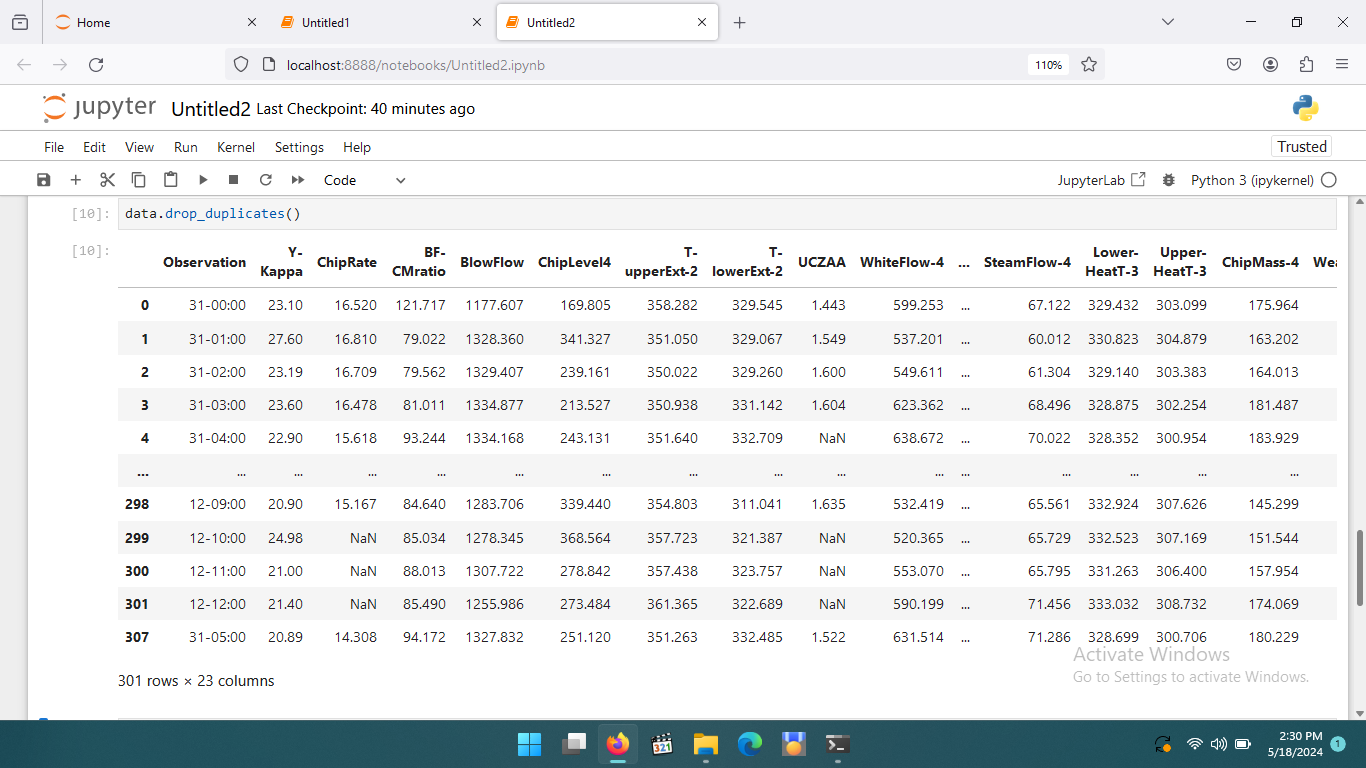 Home
Untitled1
Untitled2
localhost:8888/notebooks/Untitled2.ipynb
110%
jupyter Untitled2 Last Checkpoint: 40 minutes ago
File Edit View Run Kernel Settings Help
Trusted
Code
JupyterLab
Python 3 (ipykernel)
[10]: data.drop_duplicates()
[10]:
Observation Y-Kappa ChipRate BF-CMratio BlowFlow ChipLevel4 T-upperExt-2 T-lowerExt-2 UCZAA WhiteFlow-4 ... SteamFlow-4 Lower-HeatT-3 Upper-HeatT-3 ChipMass-4 Wea
0 31-00:00 23.10 16.520 121.717 1177.607 169.805 358.282 329.545 1.443 599.253 ... 67.122 329.432 303.099 175.964
1 31-01:00 27.60 16.810 79.022 1328.360 341.327 351.050 329.067 1.549 537.201 ... 60.012 330.823 304.879 163.202
2 31-02:00 23.19 16.709 79.562 1329.407 239.161 350.022 329.260 1.600 549.611 ... 61.304 329.140 303.383 164.013
3 31-03:00 23.60 16.478 81.011 1334.877 213.527 350.938 331.142 1.604 623.362 ... 68.496 328.875 302.254 181.487
4 31-04:00 22.90 15.618 93.244 1334.168 243.131 351.640 332.709 NaN 638.672 ... 70.022 328.352 300.954 183.929
... ... ... ... ... ... ... ... ... ... ... ... ... ... ... ...
298 12-09:00 20.90 15.167 84.640 1283.706 339.440 354.803 311.041 1.635 532.419 ... 65.561 332.924 307.626 145.299
299 12-10:00 24.98 NaN 85.034 1278.345 368.564 357.723 321.387 NaN 520.365 ... 65.729 332.523 307.169 151.544
300 12-11:00 21.00 NaN 88.013 1307.722 278.842 357.438 323.757 NaN 553.070 ... 65.795 331.263 306.400 157.954
301 12-12:00 21.40 NaN 85.490 1255.986 273.484 361.365 322.689 NaN 590.199 ... 71.456 333.032 308.732 174.069
307 31-05:00 20.89 14.308 94.172 1327.832 251.120 351.263 332.485 1.522 631.514 ... 71.286 328.699 300.706 180.229
301 rows × 23 columns
Activate Windows
Go to Settings to activate Windows.
321
2:30 PM
5/18/2024
1